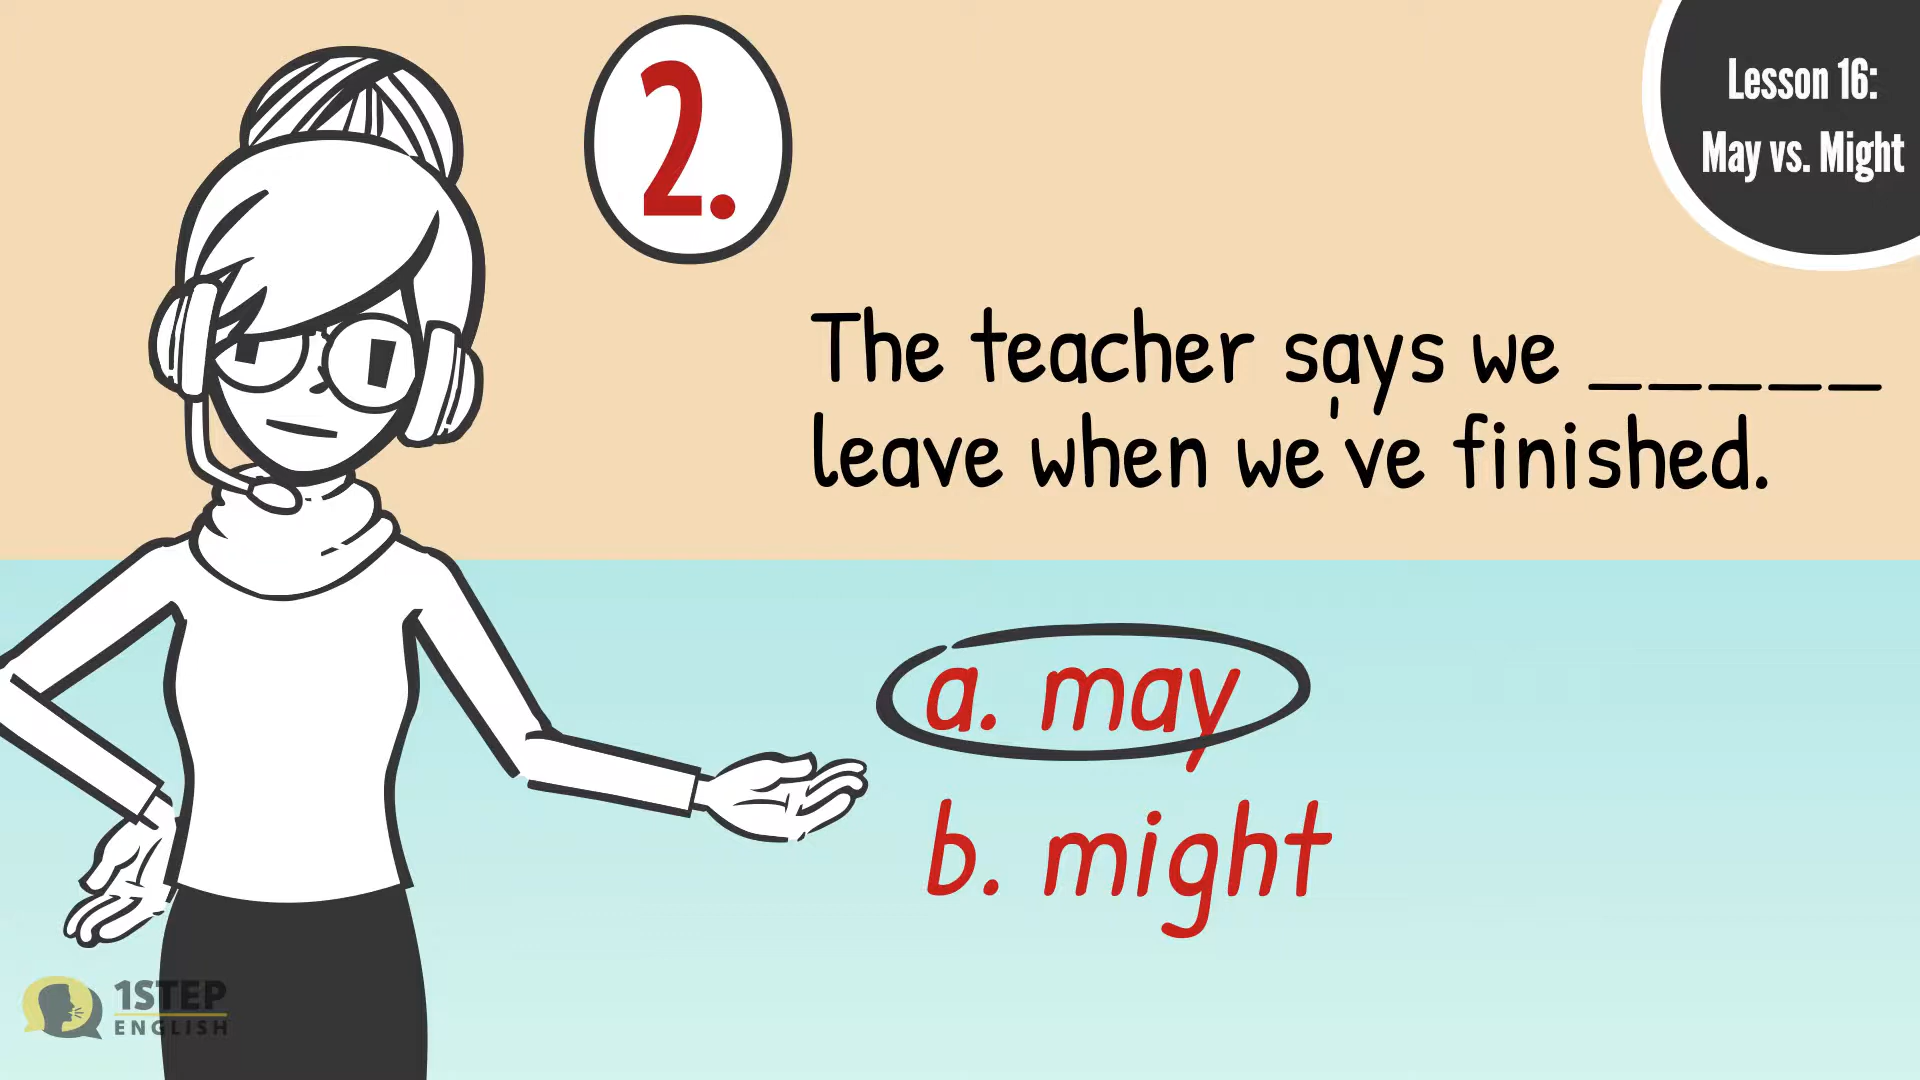 2.
Lesson 16:
May vs. Might
The teacher says we _____
leave when we've finished.
a. may
b. might
1STEP
ENGLISH